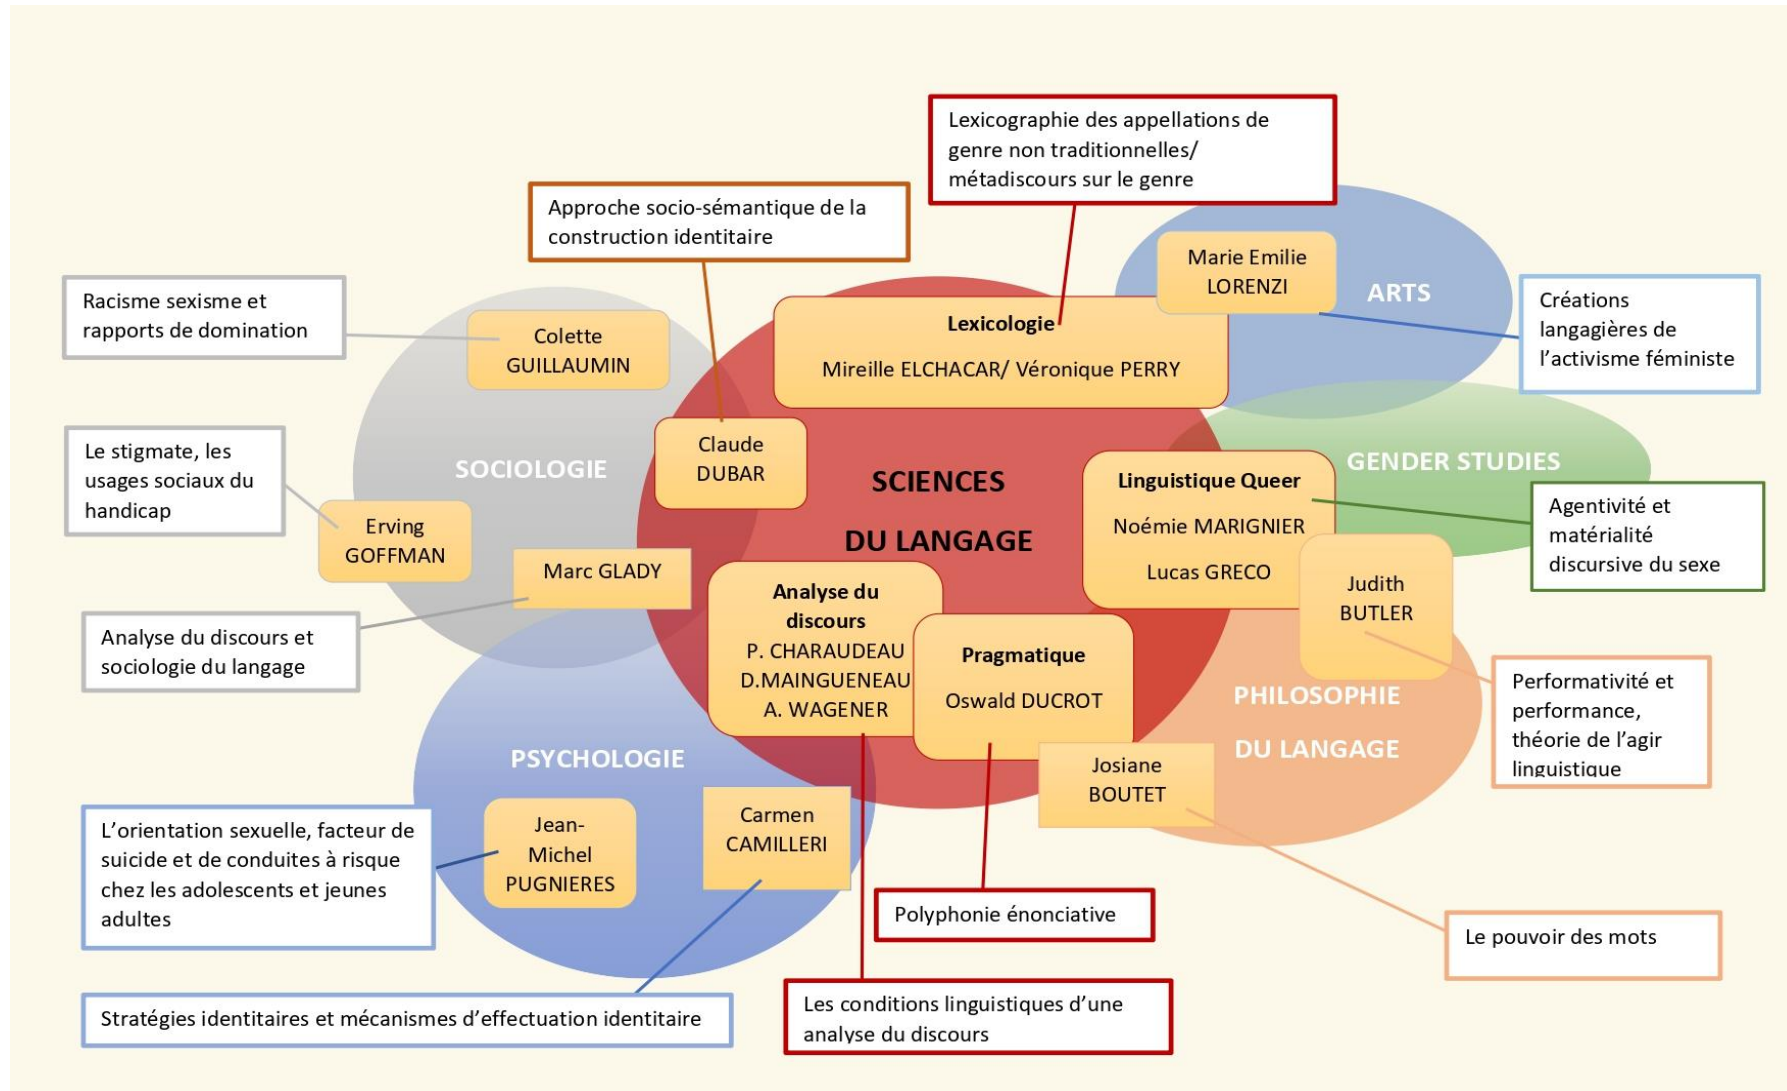 Lexicographie des appellations de
genre non traditionnelles/
métadiscours sur le genre
Approche socio-sémantique de la
construction identitaire
Marie Emilie
LORENZI
ARTS
Créations
langagières de
l’activisme féministe
Racisme sexisme et
rapports de domination
Colette
GUILLAUMIN
Lexicologie
Mireille ELCHACAR/ Véronique PERRY
Le stigmate, les
usages sociaux du
handicap
SOCIOLOGIE
Claude
DUBAR
SCIENCES
DU LANGAGE
GENDER STUDIES
Linguistique Queer
Noémie MARIGNIER
Lucas GRECO
Agentivité et
matérialité
discursive du sexe
Erving
GOFFMAN
Marc GLADY
Judith
BUTLER
Analyse du discours et
sociologie du langage
Analyse du
discours
P. CHARAUDEAU
D.MAINGUENEAU
A. WAGENER
Pragmatique
Oswald DUCROT
PHILOSOPHIE
DU LANGAGE
Performativité et
performance,
théorie de l’agir
linguistique
PSYCHOLOGIE
Josiane
BOUTET
L’orientation sexuelle, facteur de
suicide et de conduites à risque
chez les adolescents et jeunes
adultes
Jean-
Michel
PUGNIERES
Carmen
CAMILLERI
Polyphonie énonciative
Le pouvoir des mots
Stratégies identitaires et mécanismes d’effectuation identitaire
Les conditions linguistiques d’une
analyse du discours